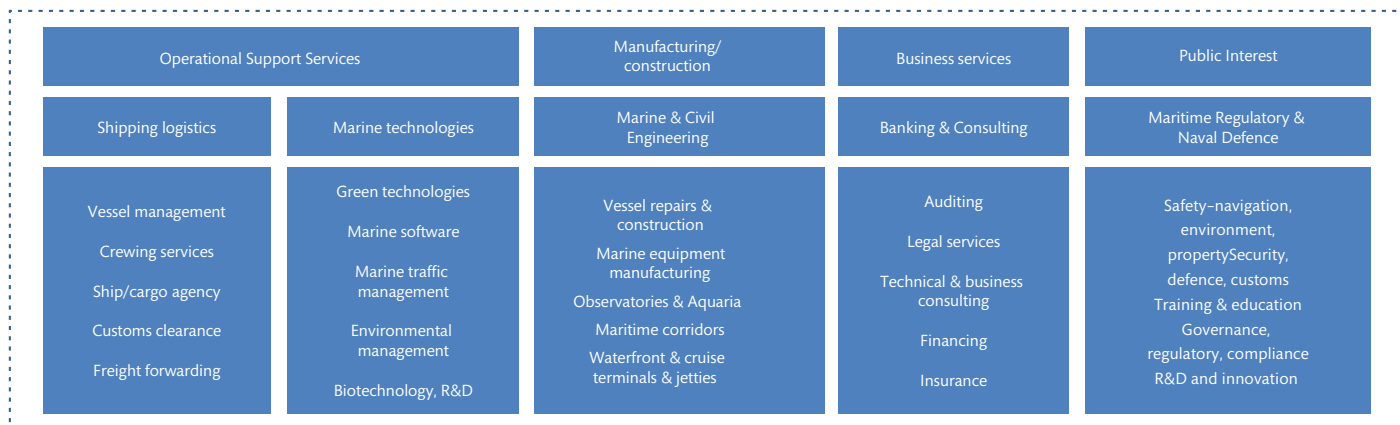 Operational Support Services
Manufacturing/
construction
Business services
Public Interest
Shipping logistics
Marine technologies
Marine & Civil
Engineering
Banking & Consulting
Maritime Regulatory &
Naval Defence
Vessel management
Crewing services
Ship/cargo agency
Customs clearance
Freight forwarding
Green technologies
Marine software
Marine traffic
management
Environmental
management
Biotechnology, R&D
Vessel repairs &
construction
Marine equipment
manufacturing
Observatories & Aquaria
Maritime corridors
Waterfront & cruise
terminals & jetties
Auditing
Legal services
Technical & business
consulting
Financing
Insurance
Safety–navigation,
environment,
propertySecurity,
defence, customs
Training & education
Governance,
regulatory, compliance
R&D and innovation